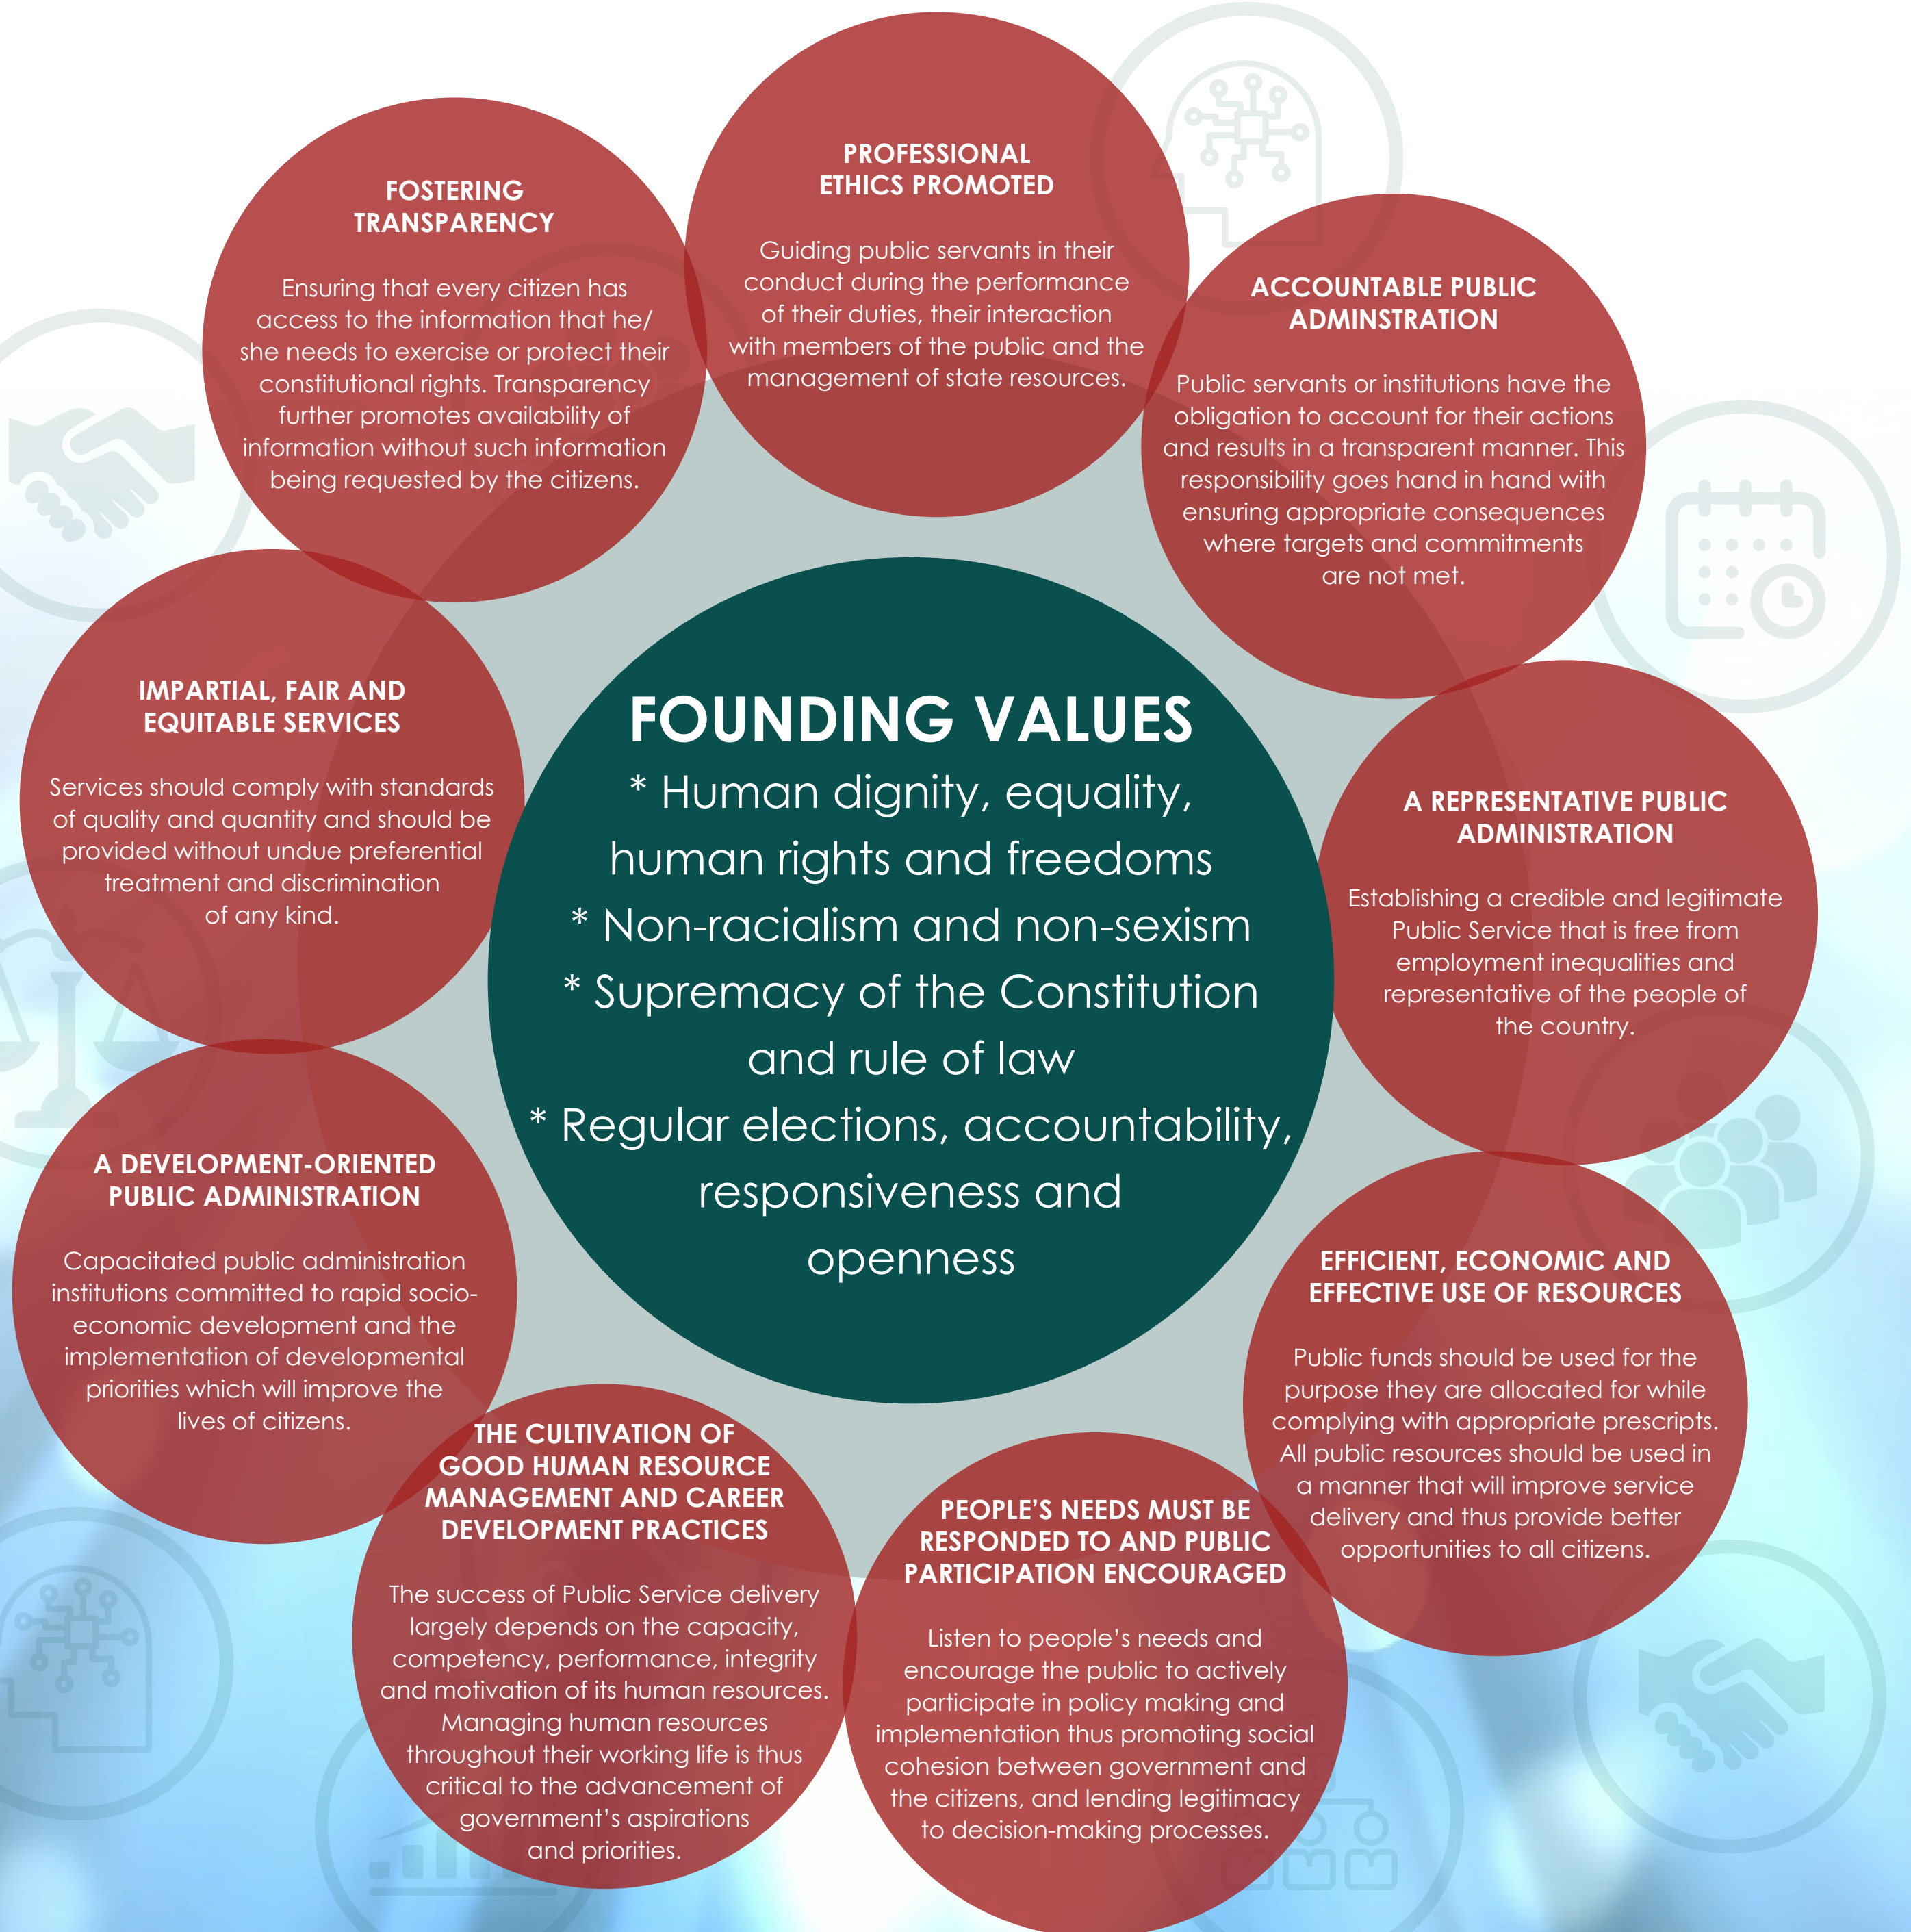 PROFESSIONAL
ETHICS PROMOTED
Guiding public servants in their
conduct during the performance
of their duties, their interaction
with members of the public and the
management of state resources.
ACCOUNTABLE PUBLIC
ADMINSTRATION
Public servants or institutions have the
obligation to account for their actions
and results in a transparent manner. This
responsibility goes hand in hand with
ensuring appropriate consequences
where targets and commitments
are not met.
A REPRESENTATIVE PUBLIC
ADMINISTRATION
Establishing a credible and legitimate
Public Service that is free from
employment inequalities and
representative of the people of
the country.
EFFICIENT, ECONOMIC AND
EFFECTIVE USE OF RESOURCES
Public funds should be used for the
purpose they are allocated for while
complying with appropriate prescripts.
All public resources should be used in
a manner that will improve service
delivery and thus provide better
opportunities to all citizens.
PEOPLE'S NEEDS MUST BE
RESPONDED TO AND PUBLIC
PARTICIPATION ENCOURAGED
Listen to people's needs and
encourage the public to actively
participate in policy making and
implementation thus promoting social
cohesion between government and
the citizens, and lending legitimacy
to decision-making processes.
THE CULTIVATION OF
GOOD HUMAN RESOURCE
MANAGEMENT AND CAREER
DEVELOPMENT PRACTICES
The success of Public Service delivery
largely depends on the capacity,
competency, performance, integrity
and motivation of its human resources.
Managing human resources
throughout their working life is thus
critical to the advancement of
government's aspirations
and priorities.
A DEVELOPMENT-ORIENTED
PUBLIC ADMINISTRATION
Capacitated public administration
institutions committed to rapid socio-
economic development and the
implementation of developmental
priorities which will improve the
lives of citizens.
IMPARTIAL, FAIR AND
EQUITABLE SERVICES
Services should comply with standards
of quality and quantity and should be
provided without undue preferential
treatment and discrimination
of any kind.
FOSTERING
TRANSPARENCY
Ensuring that every citizen has
access to the information that he/
she needs to exercise or protect their
constitutional rights. Transparency
further promotes availability of
information without such information
being requested by the citizens.
FOUNDING VALUES
* Human dignity, equality,
human rights and freedoms
* Non-racialism and non-sexism
* Supremacy of the Constitution
and rule of law
* Regular elections, accountability,
responsiveness and
openness